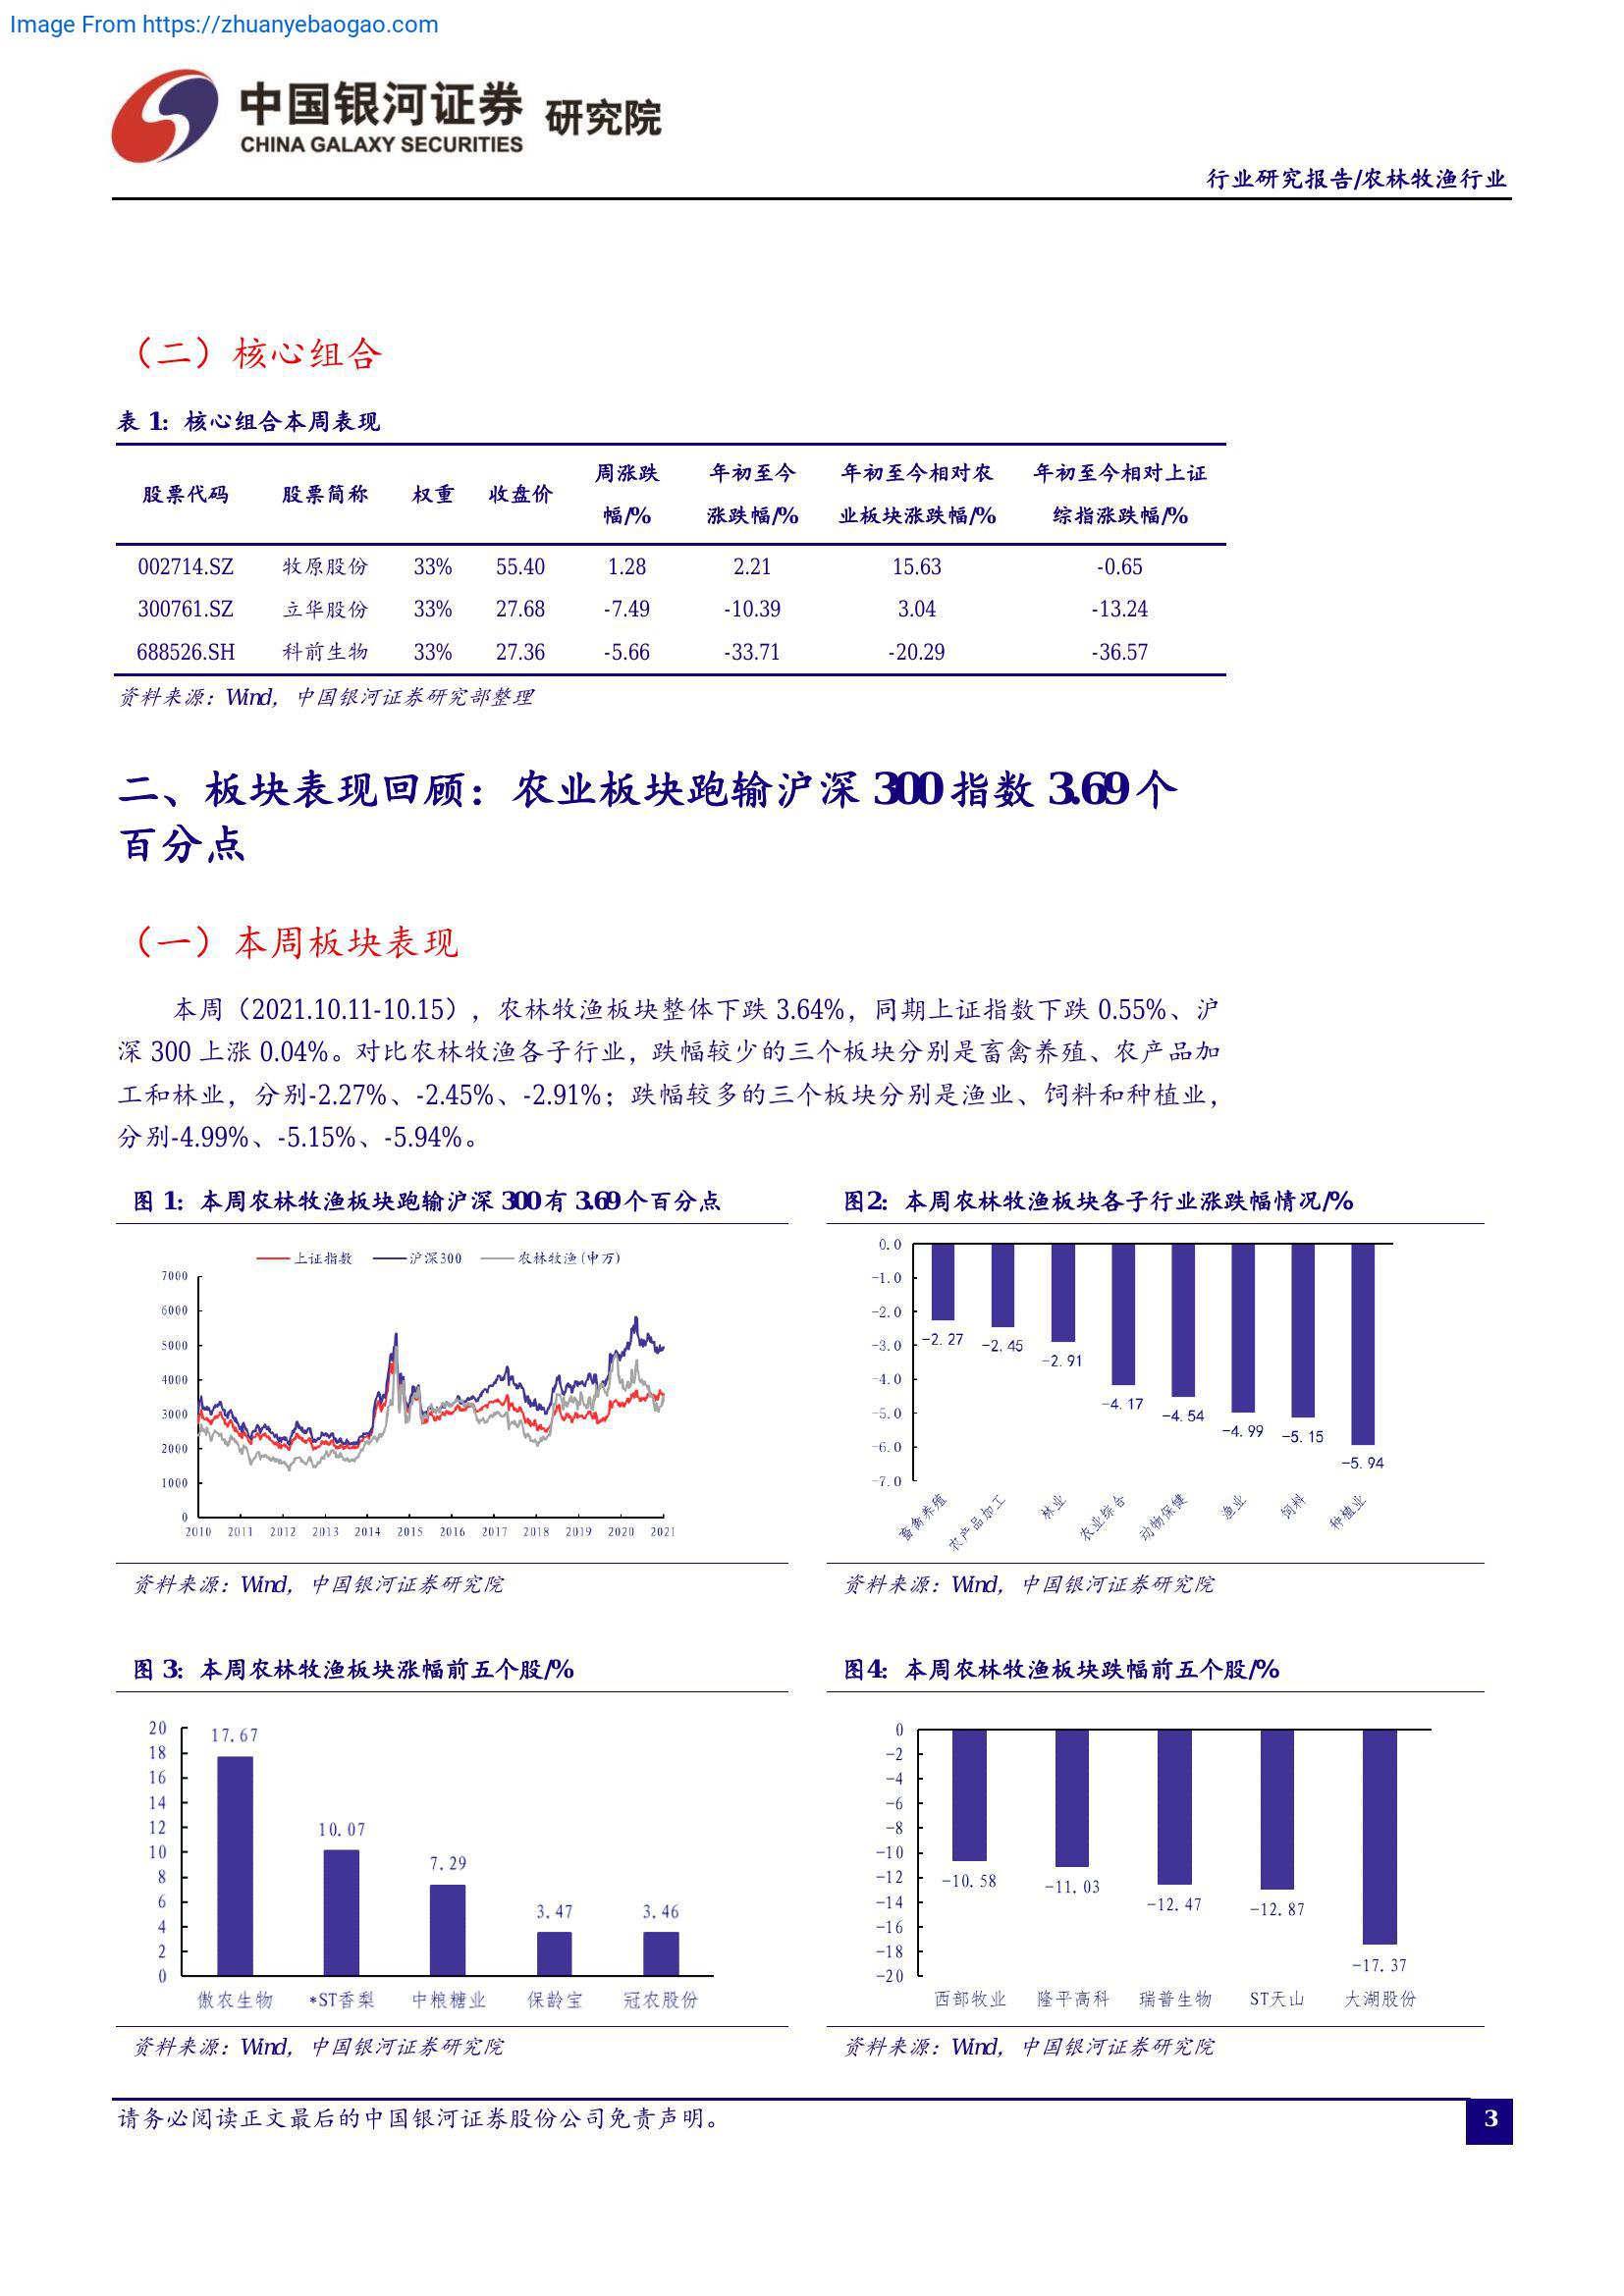 Image From https://zhuanyebaogao.com
中国银河证券 研究院
CHINA GALAXY SECURITIES
行业研究报告/农林牧渔行业
（二）核心组合
表 1：核心组合本周表现
股票代码 股票简称 权重 收盘价 周涨跌幅/% 年初至今涨跌幅/% 年初至今相对农业板块涨跌幅/% 年初至今相对上证综指涨跌幅/%
002714.SZ 牧原股份 33% 55.40 1.28 2.21 15.63 -0.65
300761.SZ 立华股份 33% 27.68 -7.49 -10.39 3.04 -13.24
688526.SH 科前生物 33% 27.36 -5.66 -33.71 -20.29 -36.57
资料来源：Wind，中国银河证券研究部整理
二、板块表现回顾：农业板块跑输沪深 300 指数 3.69 个
百分点
（一）本周板块表现
本周（2021.10.11-10.15），农林牧渔板块整体下跌 3.64%，同期上证指数下跌 0.55%、沪
深 300 上涨 0.04%。对比农林牧渔各子行业，跌幅较少的三个板块分别是畜禽养殖、农产品加
工和林业，分别-2.27%、-2.45%、-2.91%；跌幅较多的三个板块分别是渔业、饲料和种植业，
分别-4.99%、-5.15%、-5.94%。
图 1：本周农林牧渔板块跑输沪深 300 有 3.69 个百分点
上证指数 沪深300 农林牧渔(申万)
7000
6000
5000
4000
3000
2000
1000
0
2010 2011 2012 2013 2014 2015 2016 2017 2018 2019 2020 2021
资料来源：Wind，中国银河证券研究院
图2：本周农林牧渔板块各子行业涨跌幅情况/%
0.0
-1.0
-2.0
-3.0
-4.0
-5.0
-6.0
-7.0
-2.27 -2.45 -2.91 -4.17 -4.54 -4.99 -5.15 -5.94
畜禽养殖 农产品加工 林业 农业综合 动物保健 渔业 饲料 种植业
资料来源：Wind，中国银河证券研究院
图 3：本周农林牧渔板块涨幅前五个股/%
20
18
16
14
12
10
8
6
4
2
0
17.67 10.07 7.29 3.47 3.46
傲农生物 *ST香梨 中粮糖业 保龄宝 冠农股份
资料来源：Wind，中国银河证券研究院
图4：本周农林牧渔板块跌幅前五个股/%
0
-2
-4
-6
-8
-10
-12
-14
-16
-18
-20
-10.58 -11.03 -12.47 -12.87 -17.37
西部牧业 隆平高科 瑞普生物 ST天山 大湖股份
资料来源：Wind，中国银河证券研究院
请务必阅读正文最后的中国银河证券股份公司免责声明。
3